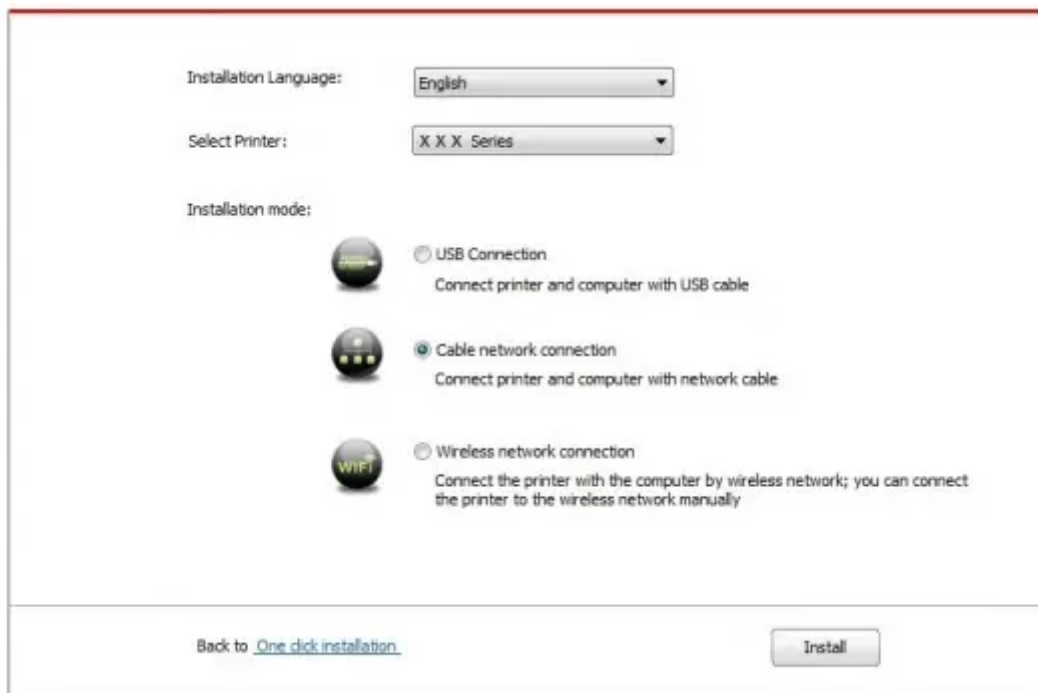 Installation Language:
English
Select Printer:
X X X Series
Installation mode:
USB Connection
Connect printer and computer with USB cable
Cable network connection
Connect printer and computer with network cable
WiFi
Wireless network connection
Connect the printer with the computer by wireless network; you can connect
the printer to the wireless network manually
Back to One click installation
Install